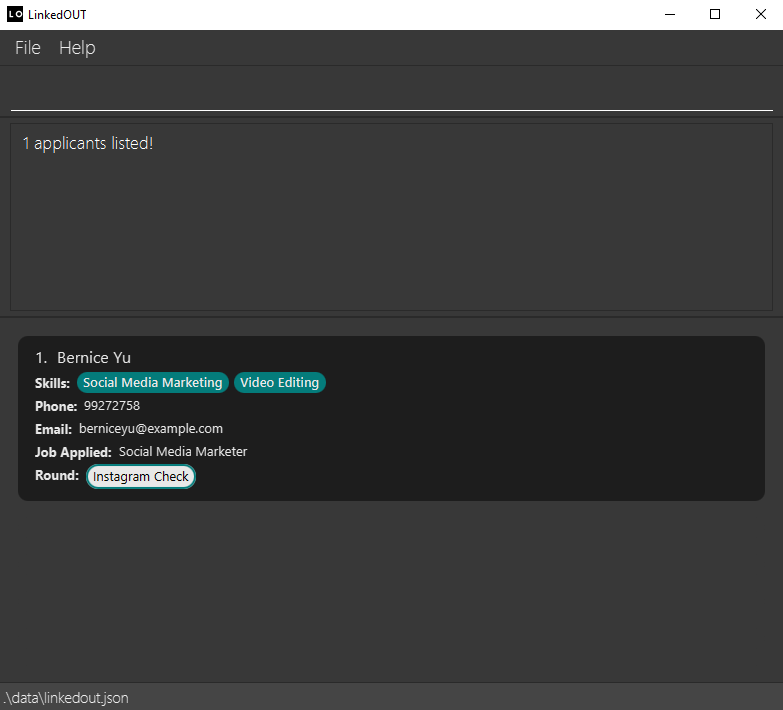 LO LinkedOUT
File Help
1 applicants listed!
1. Bernice Yu
Skills: Social Media Marketing Video Editing
Phone: 99272758
Email: berniceyu@example.com
Job Applied: Social Media Marketer
Round: Instagram Check
.\data\linkedout.json